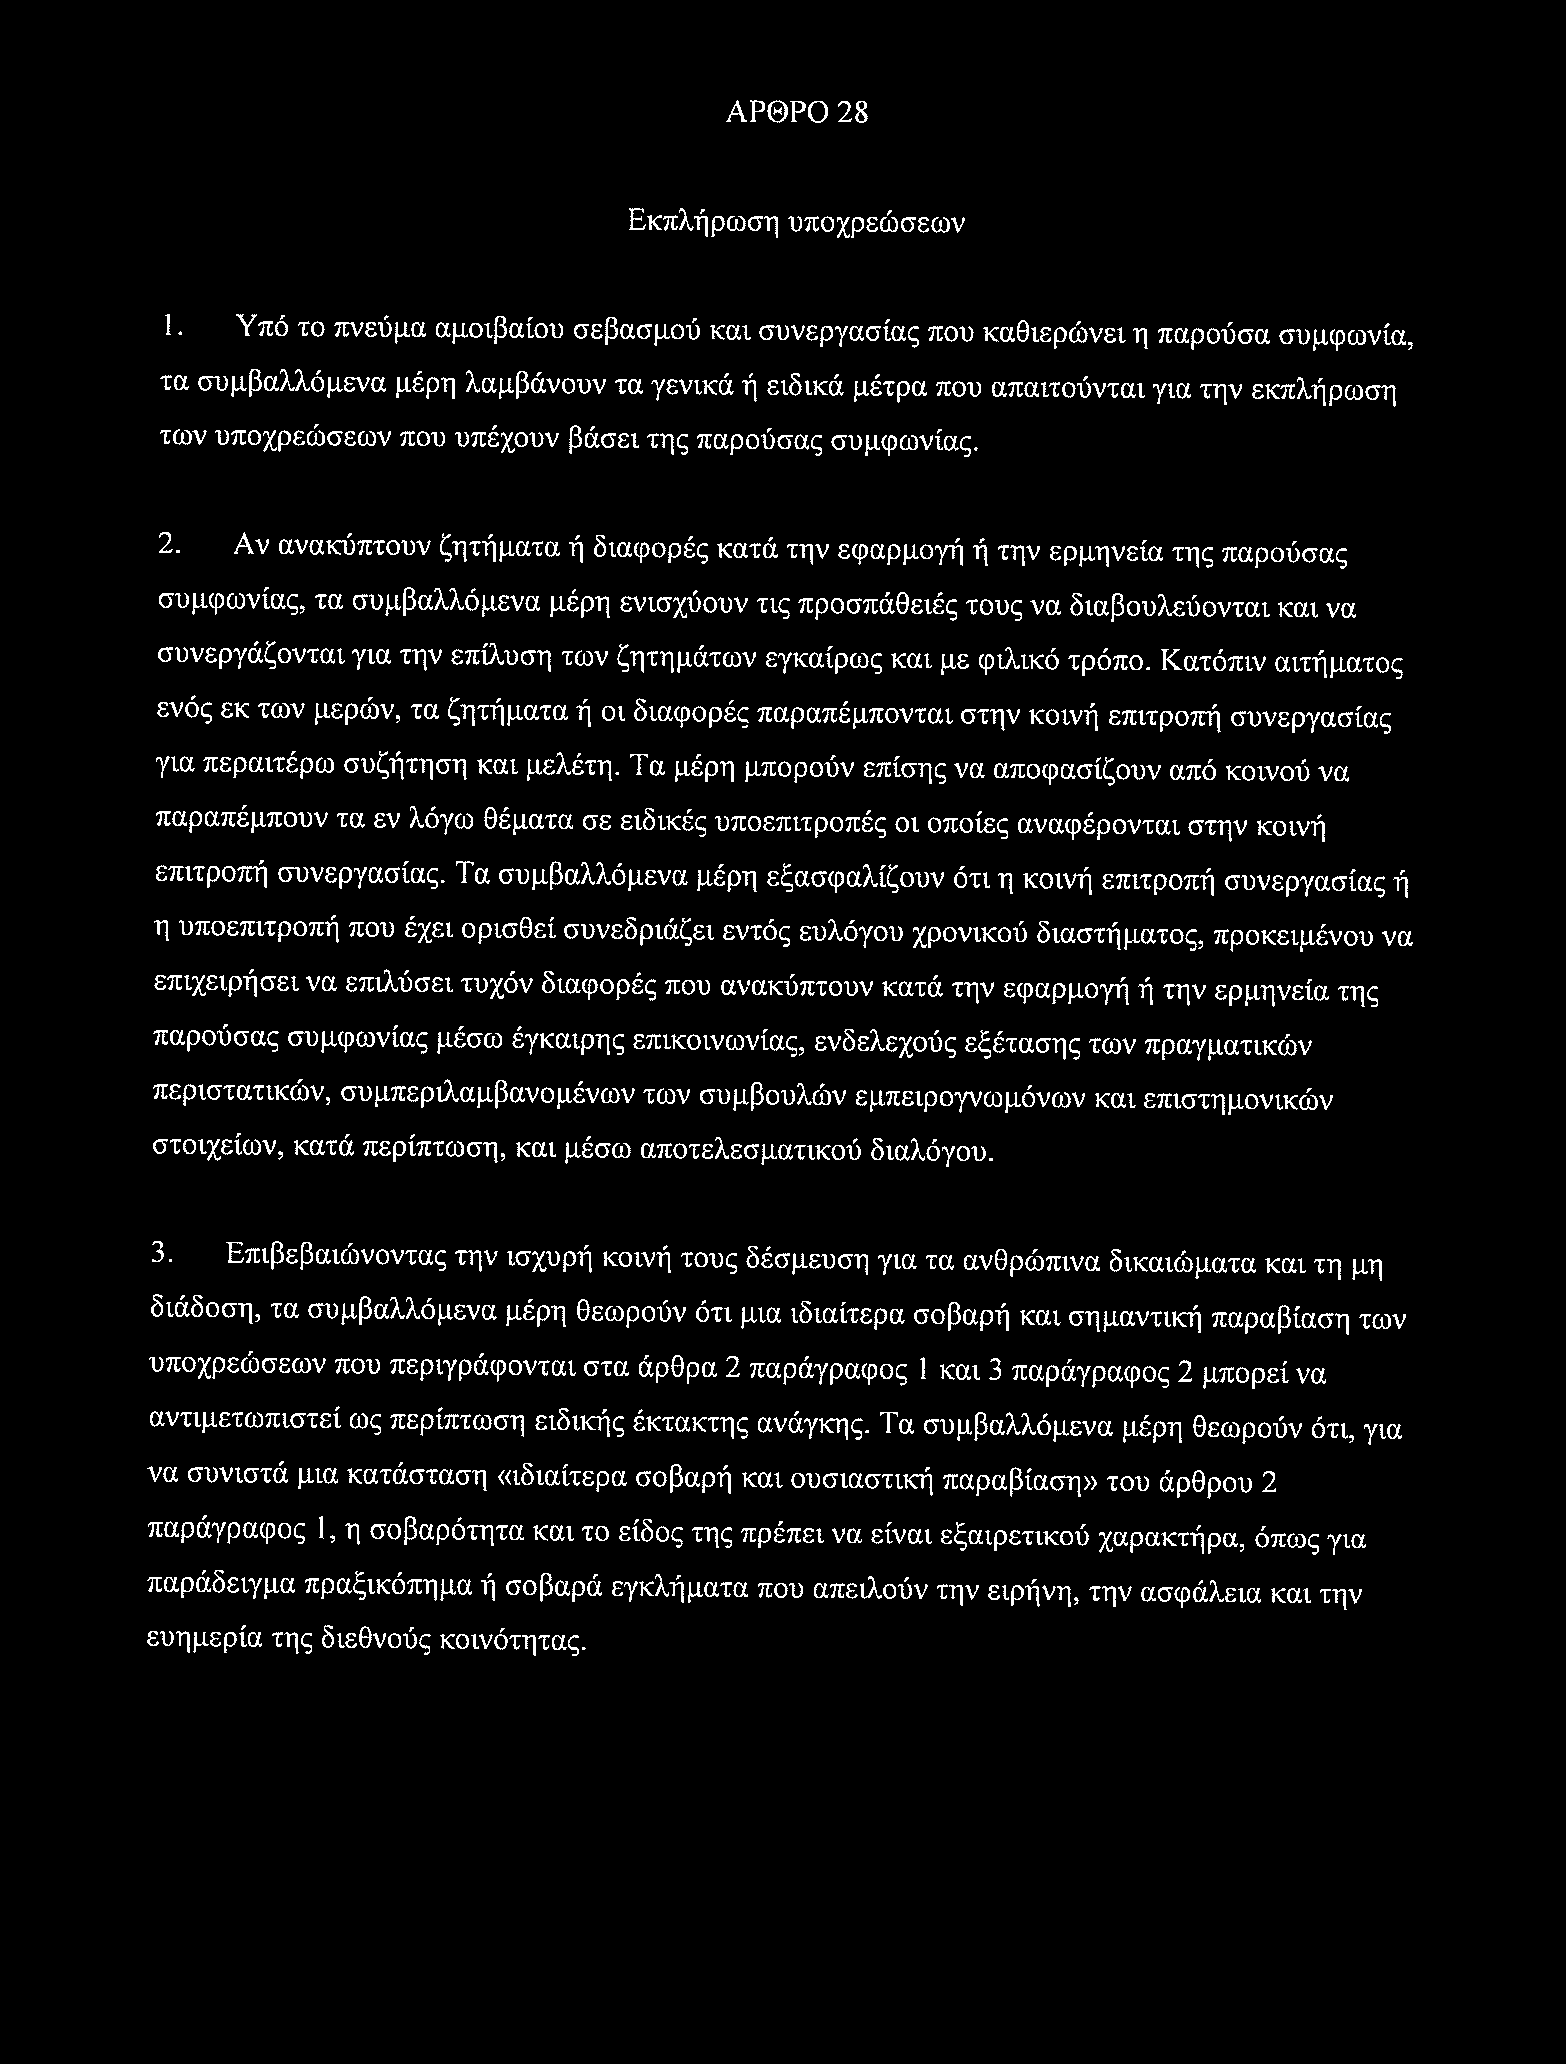 ΑΡΘΡΟ 28
Εκπλήρωση υποχρεώσεων
1. Υπό το πνεύμα αμοιβαίου σεβασμού και συνεργασίας που καθιερώνει η παρούσα συμφωνία,
τα συμβαλλόμενα μέρη λαμβάνουν τα γενικά ή ειδικά μέτρα που απαιτούνται για την εκπλήρωση
των υποχρεώσεων που υπέχουν βάσει της παρούσας συμφωνίας.
2. Αν ανακύπτουν ζητήματα ή διαφορές κατά την εφαρμογή ή την ερμηνεία της παρούσας
συμφωνίας, τα συμβαλλόμενα μέρη ενισχύουν τις προσπάθειές τους να διαβουλεύονται και να
συνεργάζονται για την επίλυση των ζητημάτων εγκαίρως και με φιλικό τρόπο. Κατόπιν αιτήματος
ενός εκ των μερών, τα ζητήματα ή οι διαφορές παραπέμπονται στην κοινή επιτροπή συνεργασίας
για περαιτέρω συζήτηση και μελέτη. Τα μέρη μπορούν επίσης να αποφασίζουν από κοινού να
παραπέμπουν τα εν λόγω θέματα σε ειδικές υποεπιτροπές οι οποίες αναφέρονται στην κοινή
επιτροπή συνεργασίας. Τα συμβαλλόμενα μέρη εξασφαλίζουν ότι η κοινή επιτροπή συνεργασίας ή
η υποεπιτροπή που έχει ορισθεί συνεδριάζει εντός ευλόγου χρονικού διαστήματος, προκειμένου να
επιχειρήσει να επιλύσει τυχόν διαφορές που ανακύπτουν κατά την εφαρμογή ή την ερμηνεία της
παρούσας συμφωνίας μέσω έγκαιρης επικοινωνίας, ενδελεχούς εξέτασης των πραγματικών
περιστατικών, συμπεριλαμβανομένων των συμβουλών εμπειρογνωμόνων και επιστημονικών
στοιχείων, κατά περίπτωση, και μέσω αποτελεσματικού διαλόγου.
3. Επιβεβαιώνοντας την ισχυρή κοινή τους δέσμευση για τα ανθρώπινα δικαιώματα και τη μη
διάδοση, τα συμβαλλόμενα μέρη θεωρούν ότι μια ιδιαίτερα σοβαρή και σημαντική παραβίαση των
υποχρεώσεων που περιγράφονται στα άρθρα 2 παράγραφος 1 και 3 παράγραφος 2 μπορεί να
αντιμετωπιστεί ως περίπτωση ειδικής έκτακτης ανάγκης. Τα συμβαλλόμενα μέρη θεωρούν ότι, για
να συνιστά μια κατάσταση «ιδιαίτερα σοβαρή και ουσιαστική παραβίαση» του άρθρου 2
παράγραφος 1, η σοβαρότητα και το είδος της πρέπει να είναι εξαιρετικού χαρακτήρα, όπως για
παράδειγμα πραξικόπημα ή σοβαρά εγκλήματα που απειλούν την ειρήνη, την ασφάλεια και την
ευημερία της διεθνούς κοινότητας.